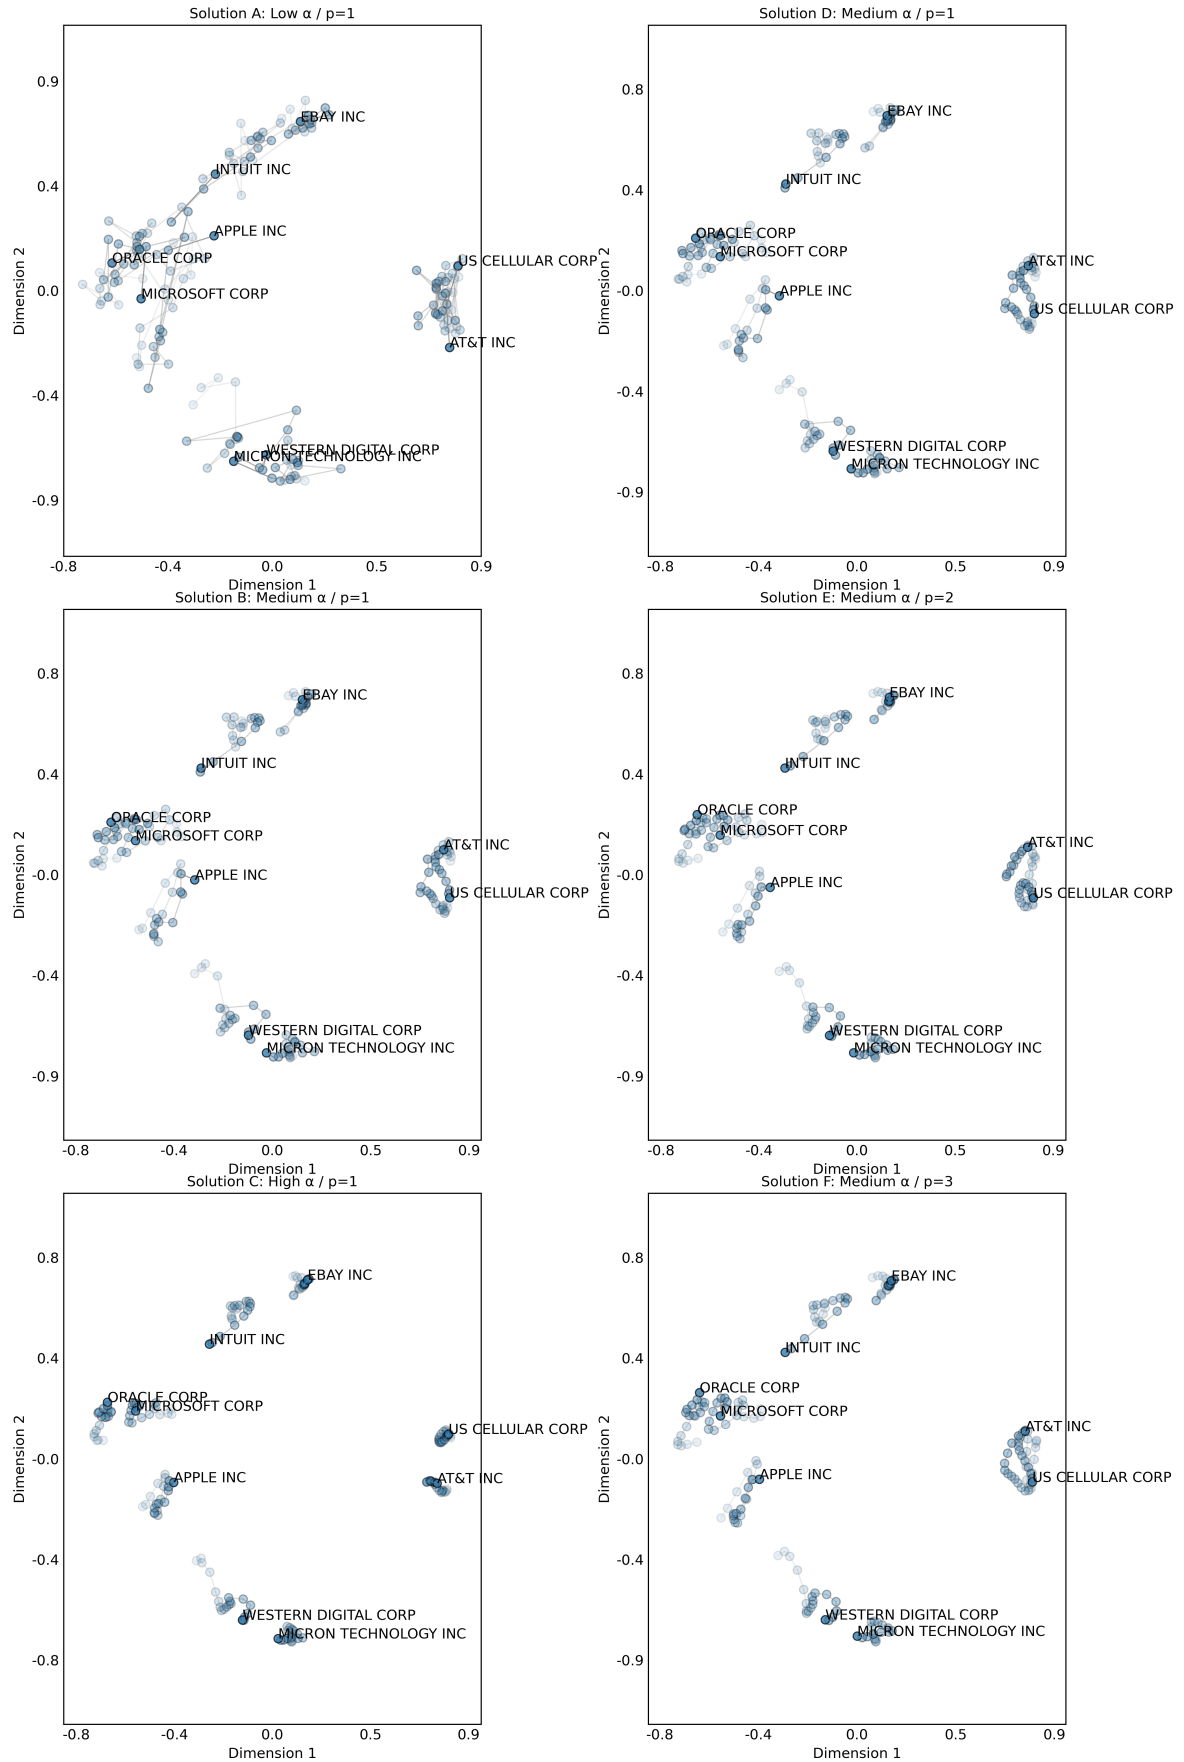 Solution A: Low α / p=1
0.9
0.4
0.0
-0.4
-0.9
Dimension 2
EBAY INC
INTUIT INC
APPLE INC
ORACLE CORP
US CELLULAR CORP
MICROSOFT CORP
AT&T INC
WESTERN DIGITAL CORP
MICRON TECHNOLOGY INC
-0.8
-0.4
0.0
0.5
0.9
Dimension 1
Solution D: Medium α / p=1
0.8
0.4
-0.0
-0.4
-0.9
Dimension 2
EBAY INC
INTUIT INC
ORACLE CORP
MICROSOFT CORP
AT&T INC
APPLE INC
US CELLULAR CORP
WESTERN DIGITAL CORP
MICRON TECHNOLOGY INC
-0.8
-0.4
0.0
0.5
0.9
Dimension 1
Solution B: Medium α / p=1
0.8
0.4
-0.0
-0.4
-0.9
Dimension 2
EBAY INC
INTUIT INC
ORACLE CORP
MICROSOFT CORP
AT&T INC
APPLE INC
US CELLULAR CORP
WESTERN DIGITAL CORP
MICRON TECHNOLOGY INC
-0.8
-0.4
0.0
0.5
0.9
Dimension 1
Solution E: Medium α / p=2
0.8
0.4
-0.0
-0.4
-0.9
Dimension 2
EBAY INC
INTUIT INC
ORACLE CORP
MICROSOFT CORP
AT&T INC
APPLE INC
US CELLULAR CORP
WESTERN DIGITAL CORP
MICRON TECHNOLOGY INC
-0.8
-0.4
0.0
0.5
0.9
Dimension 1
Solution C: High α / p=1
0.8
0.4
-0.0
-0.4
-0.8
Dimension 2
EBAY INC
INTUIT INC
ORACLE CORP
MICROSOFT CORP
US CELLULAR CORP
APPLE INC
AT&T INC
WESTERN DIGITAL CORP
MICRON TECHNOLOGY INC
-0.8
-0.4
0.0
0.5
0.9
Dimension 1
Solution F: Medium α / p=3
0.8
0.4
-0.0
-0.4
-0.9
Dimension 2
EBAY INC
INTUIT INC
ORACLE CORP
MICROSOFT CORP
AT&T INC
APPLE INC
US CELLULAR CORP
WESTERN DIGITAL CORP
MICRON TECHNOLOGY INC
-0.8
-0.4
0.0
0.5
0.9
Dimension 1